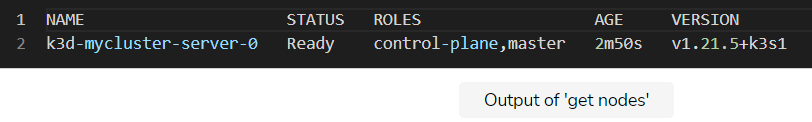 1 NAME STATUS ROLES AGE VERSION
2 k3d-mycluster-server-0 Ready control-plane,master 2m50s v1.21.5+k3s1
Output of 'get nodes'